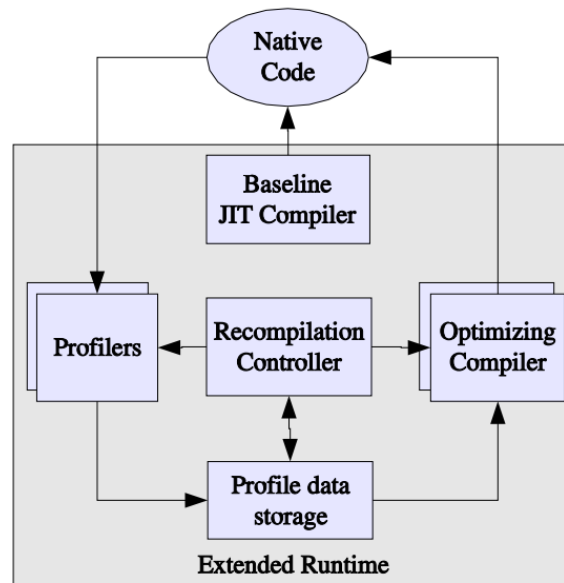 Native
Code
Baseline
JIT Compiler
Profilers
Recompilation
Controller
Optimizing
Compiler
Profile data
storage
Extended Runtime